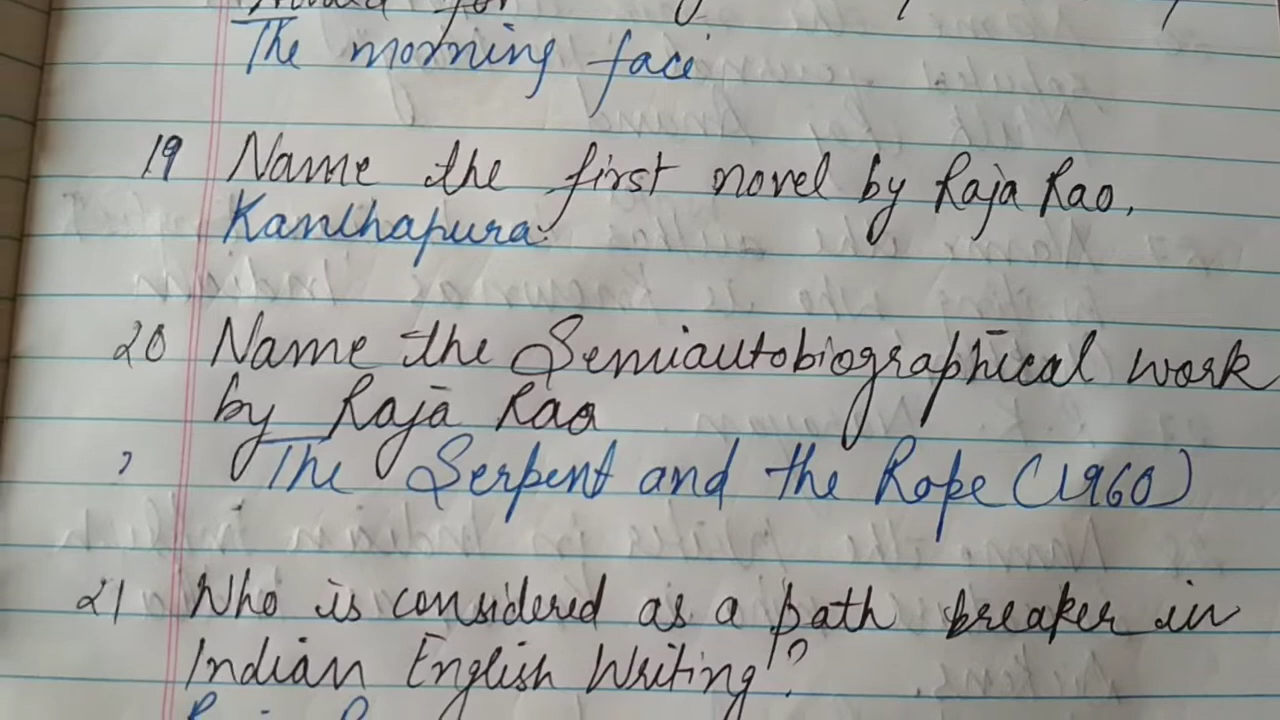 The morning face
19 Name the first novel by Raja Rao.
Kanthapura
20 Name the Semiautobiographical work
by Raja Rao
The Serpent and the Rope (1960)
21 Who is considered as a path breaker in
Indian English Writing?